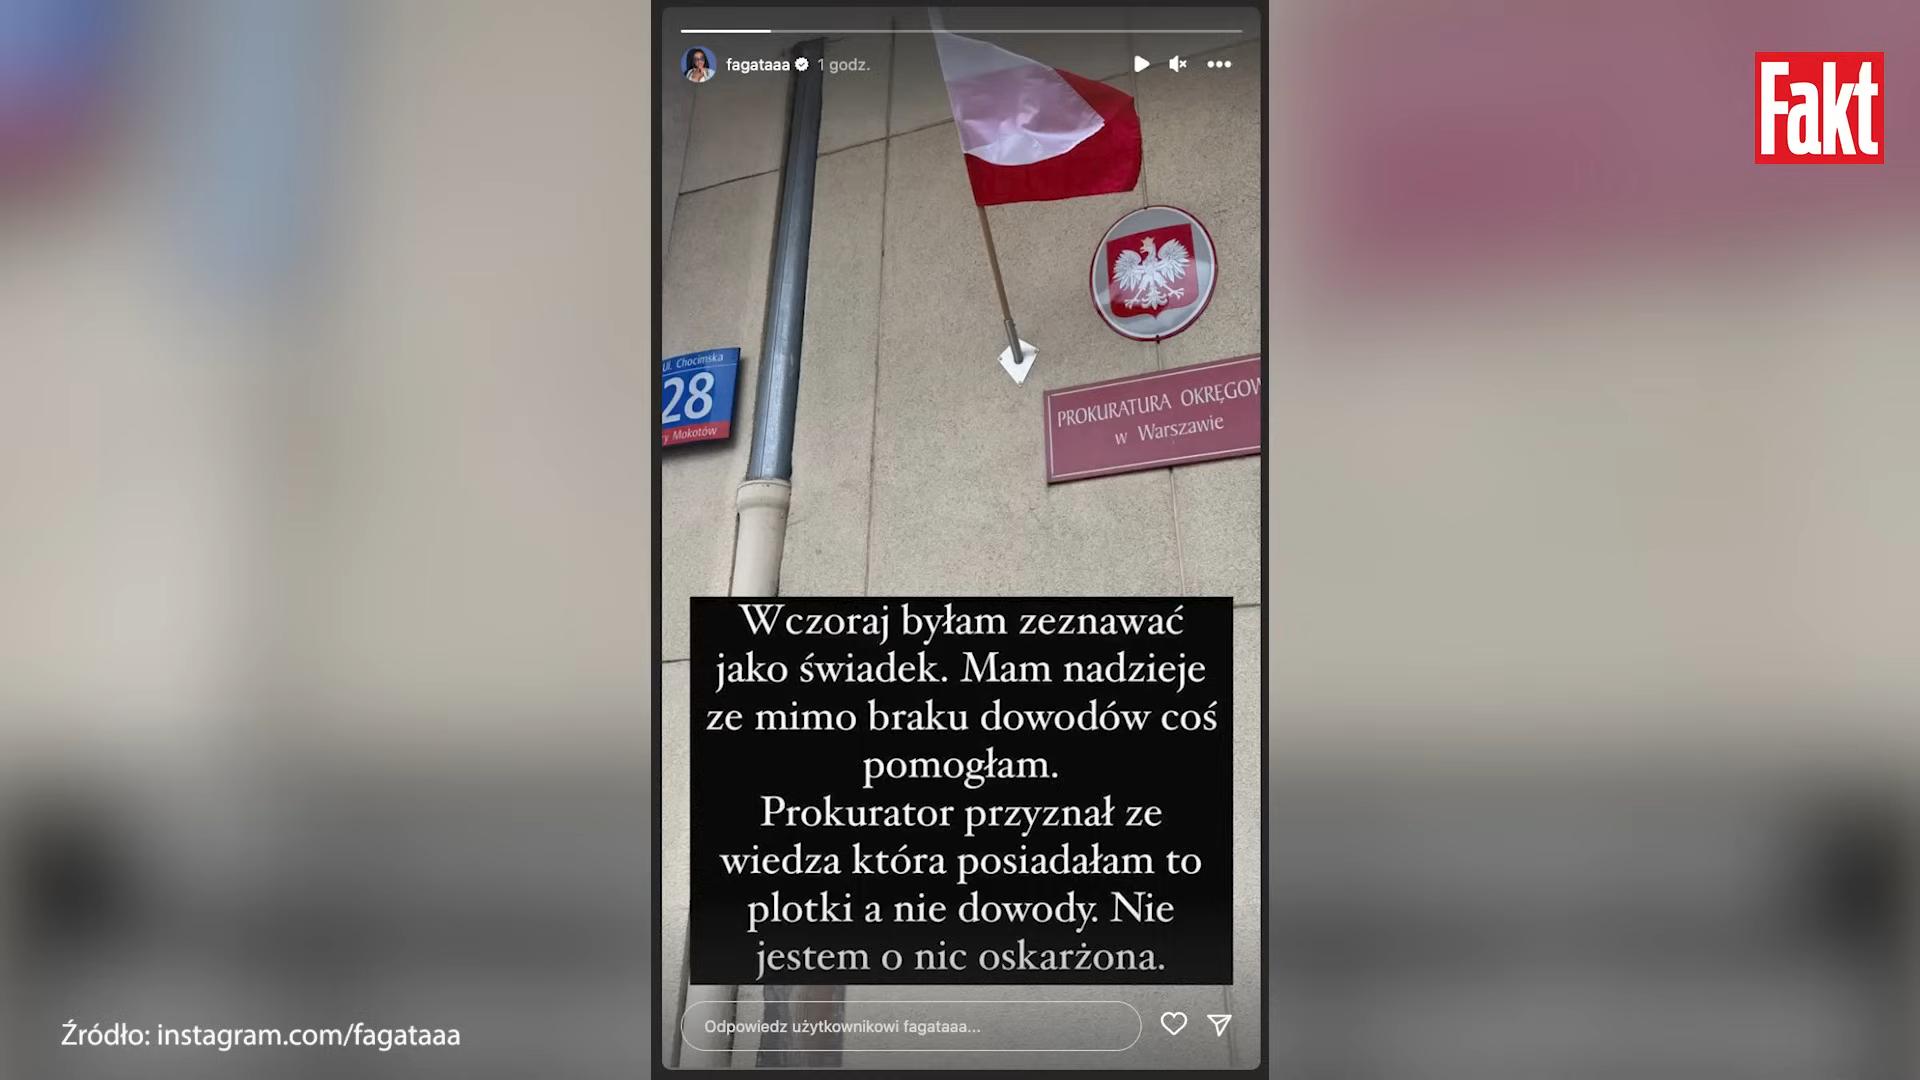 fagataaa 1 godz.
Fakt
Ul. Chocimska
28
Mokotów
PROKURATURA OKRĘGOW
w Warszawie
Wczoraj byłam zeznawać
jako świadek. Mam nadzieje
ze mimo braku dowodów coś
pomogłam.
Prokurator przyznał ze
wiedza która posiadałam to
plotki a nie dowody. Nie
jestem o nic oskarżona.
Odpowiedz użytkownikowi fagataaa...
Źródło: instagram.com/fagataaa